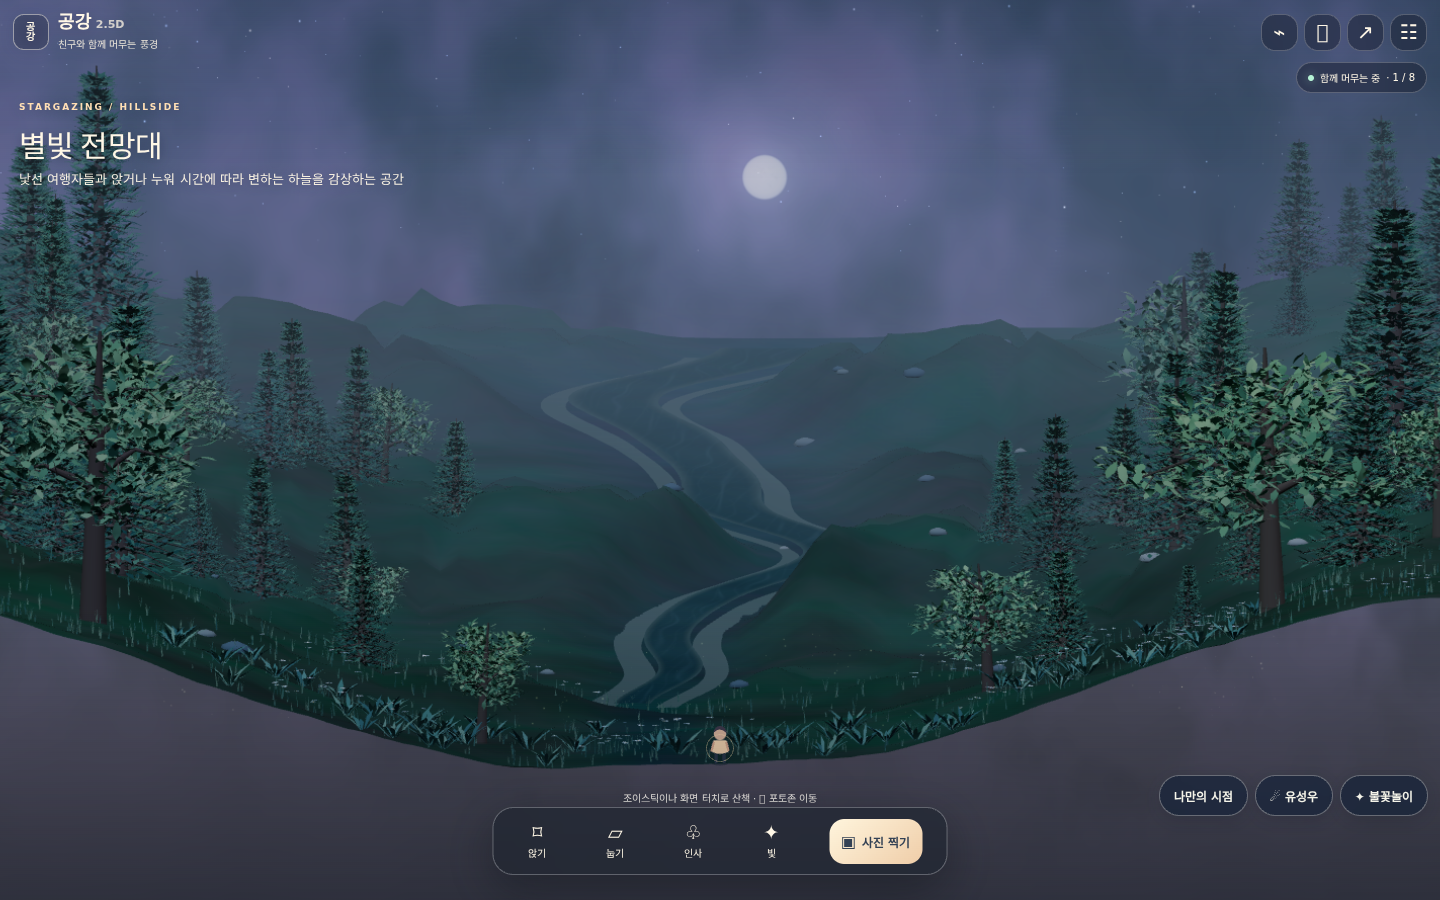 공강
공강 2.5D
친구와 함께 머무는 풍경
함께 머무는 중 · 1 / 8
STARGAZING / HILLSIDE
별빛 전망대
낯선 여행자들과 앉거나 누워 시간에 따라 변하는 하늘을 감상하는 공간
나만의 시점
유성우
불꽃놀이
조이스틱이나 화면 터치로 산책 · 포토존 이동
앉기
눕기
인사
빛
사진 찍기